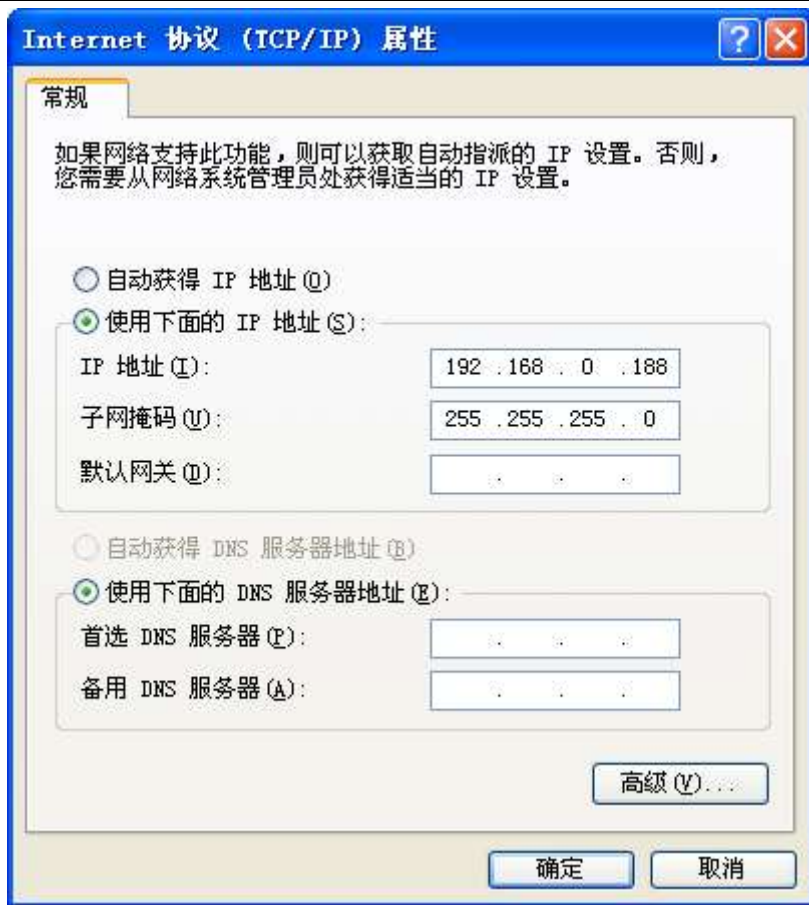 Internet 协议 (TCP/IP) 属性
常规
如果网络支持此功能，则可以获取自动指派的 IP 设置。否则，
您需要从网络系统管理员处获得适当的 IP 设置。
自动获得 IP 地址(O)
使用下面的 IP 地址(S):
IP 地址(I): 192 .168 . 0 .188
子网掩码(U): 255 .255 .255 . 0
默认网关(D): . . .
自动获得 DNS 服务器地址(B)
使用下面的 DNS 服务器地址(E):
首选 DNS 服务器(P): . . .
备用 DNS 服务器(A): . . .
高级(V)...
确定 取消